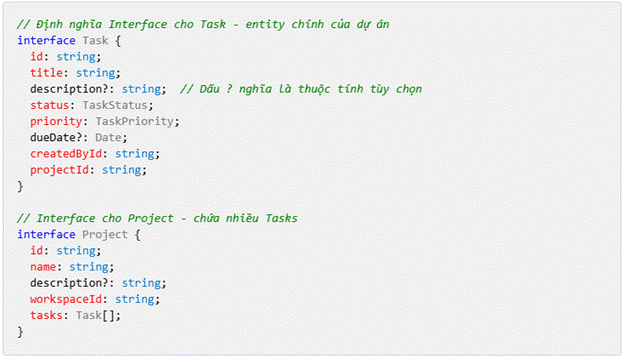 // Định nghĩa Interface cho Task - entity chính của dự án
interface Task {
  id: string;
  title: string;
  description?: string;  // Dấu ? nghĩa là thuộc tính tùy chọn
  status: TaskStatus;
  priority: TaskPriority;
  dueDate?: Date;
  createdById: string;
  projectId: string;
}

// Interface cho Project - chứa nhiều Tasks
interface Project {
  id: string;
  name: string;
  description?: string;
  workspaceId: string;
  tasks: Task[];
}